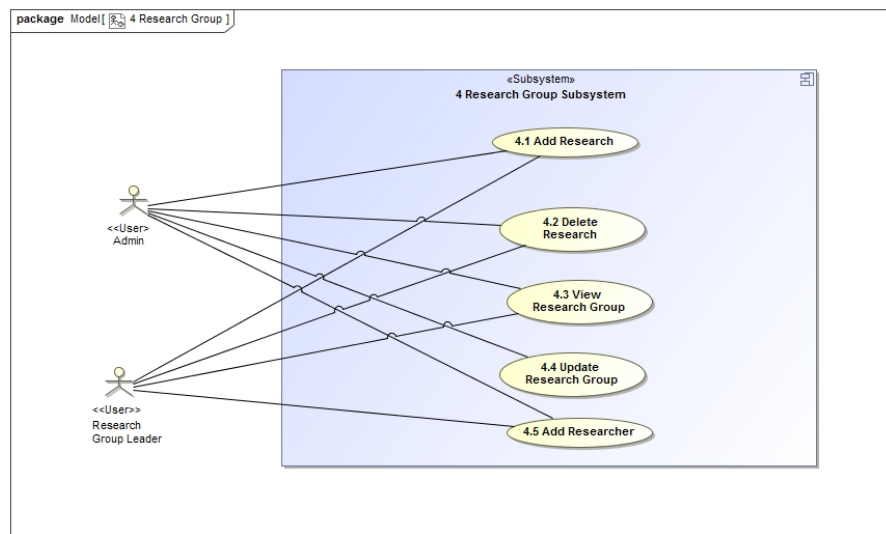 package Model[ 4 Research Group ]
«Subsystem»
4 Research Group Subsystem
4.1 Add Research
<<User>
Admin
4.2 Delete
Research
4.3 View
Research Group
4.4 Update
Research Group
<<User>>
Research
Group Leader
4.5 Add Researcher